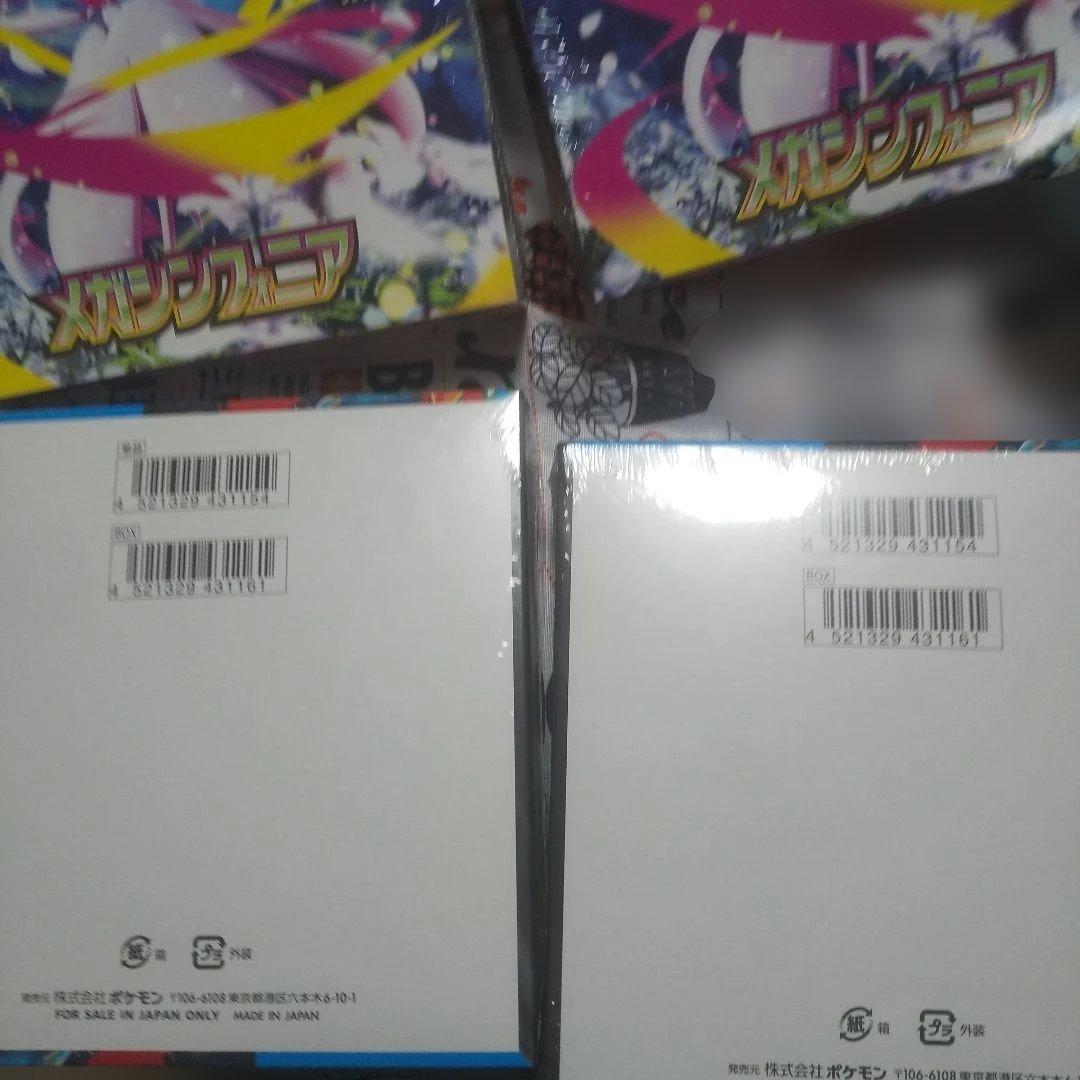 メガシンフォニア
メガシンフォニア
B
単品
4 521329 431154
BOX
4 521329 431161
4 521329 431154
BOX
4 521329 431161
紙 箱 プラ 外装
発売元 株式会社ポケモン 〒106-6108 東京都港区六本木6-10-1
FOR SALE IN JAPAN ONLY MADE IN JAPAN
紙 箱 プラ 外装
発売元 株式会社ポケモン 〒106-6108 東京都港区六本木6-1